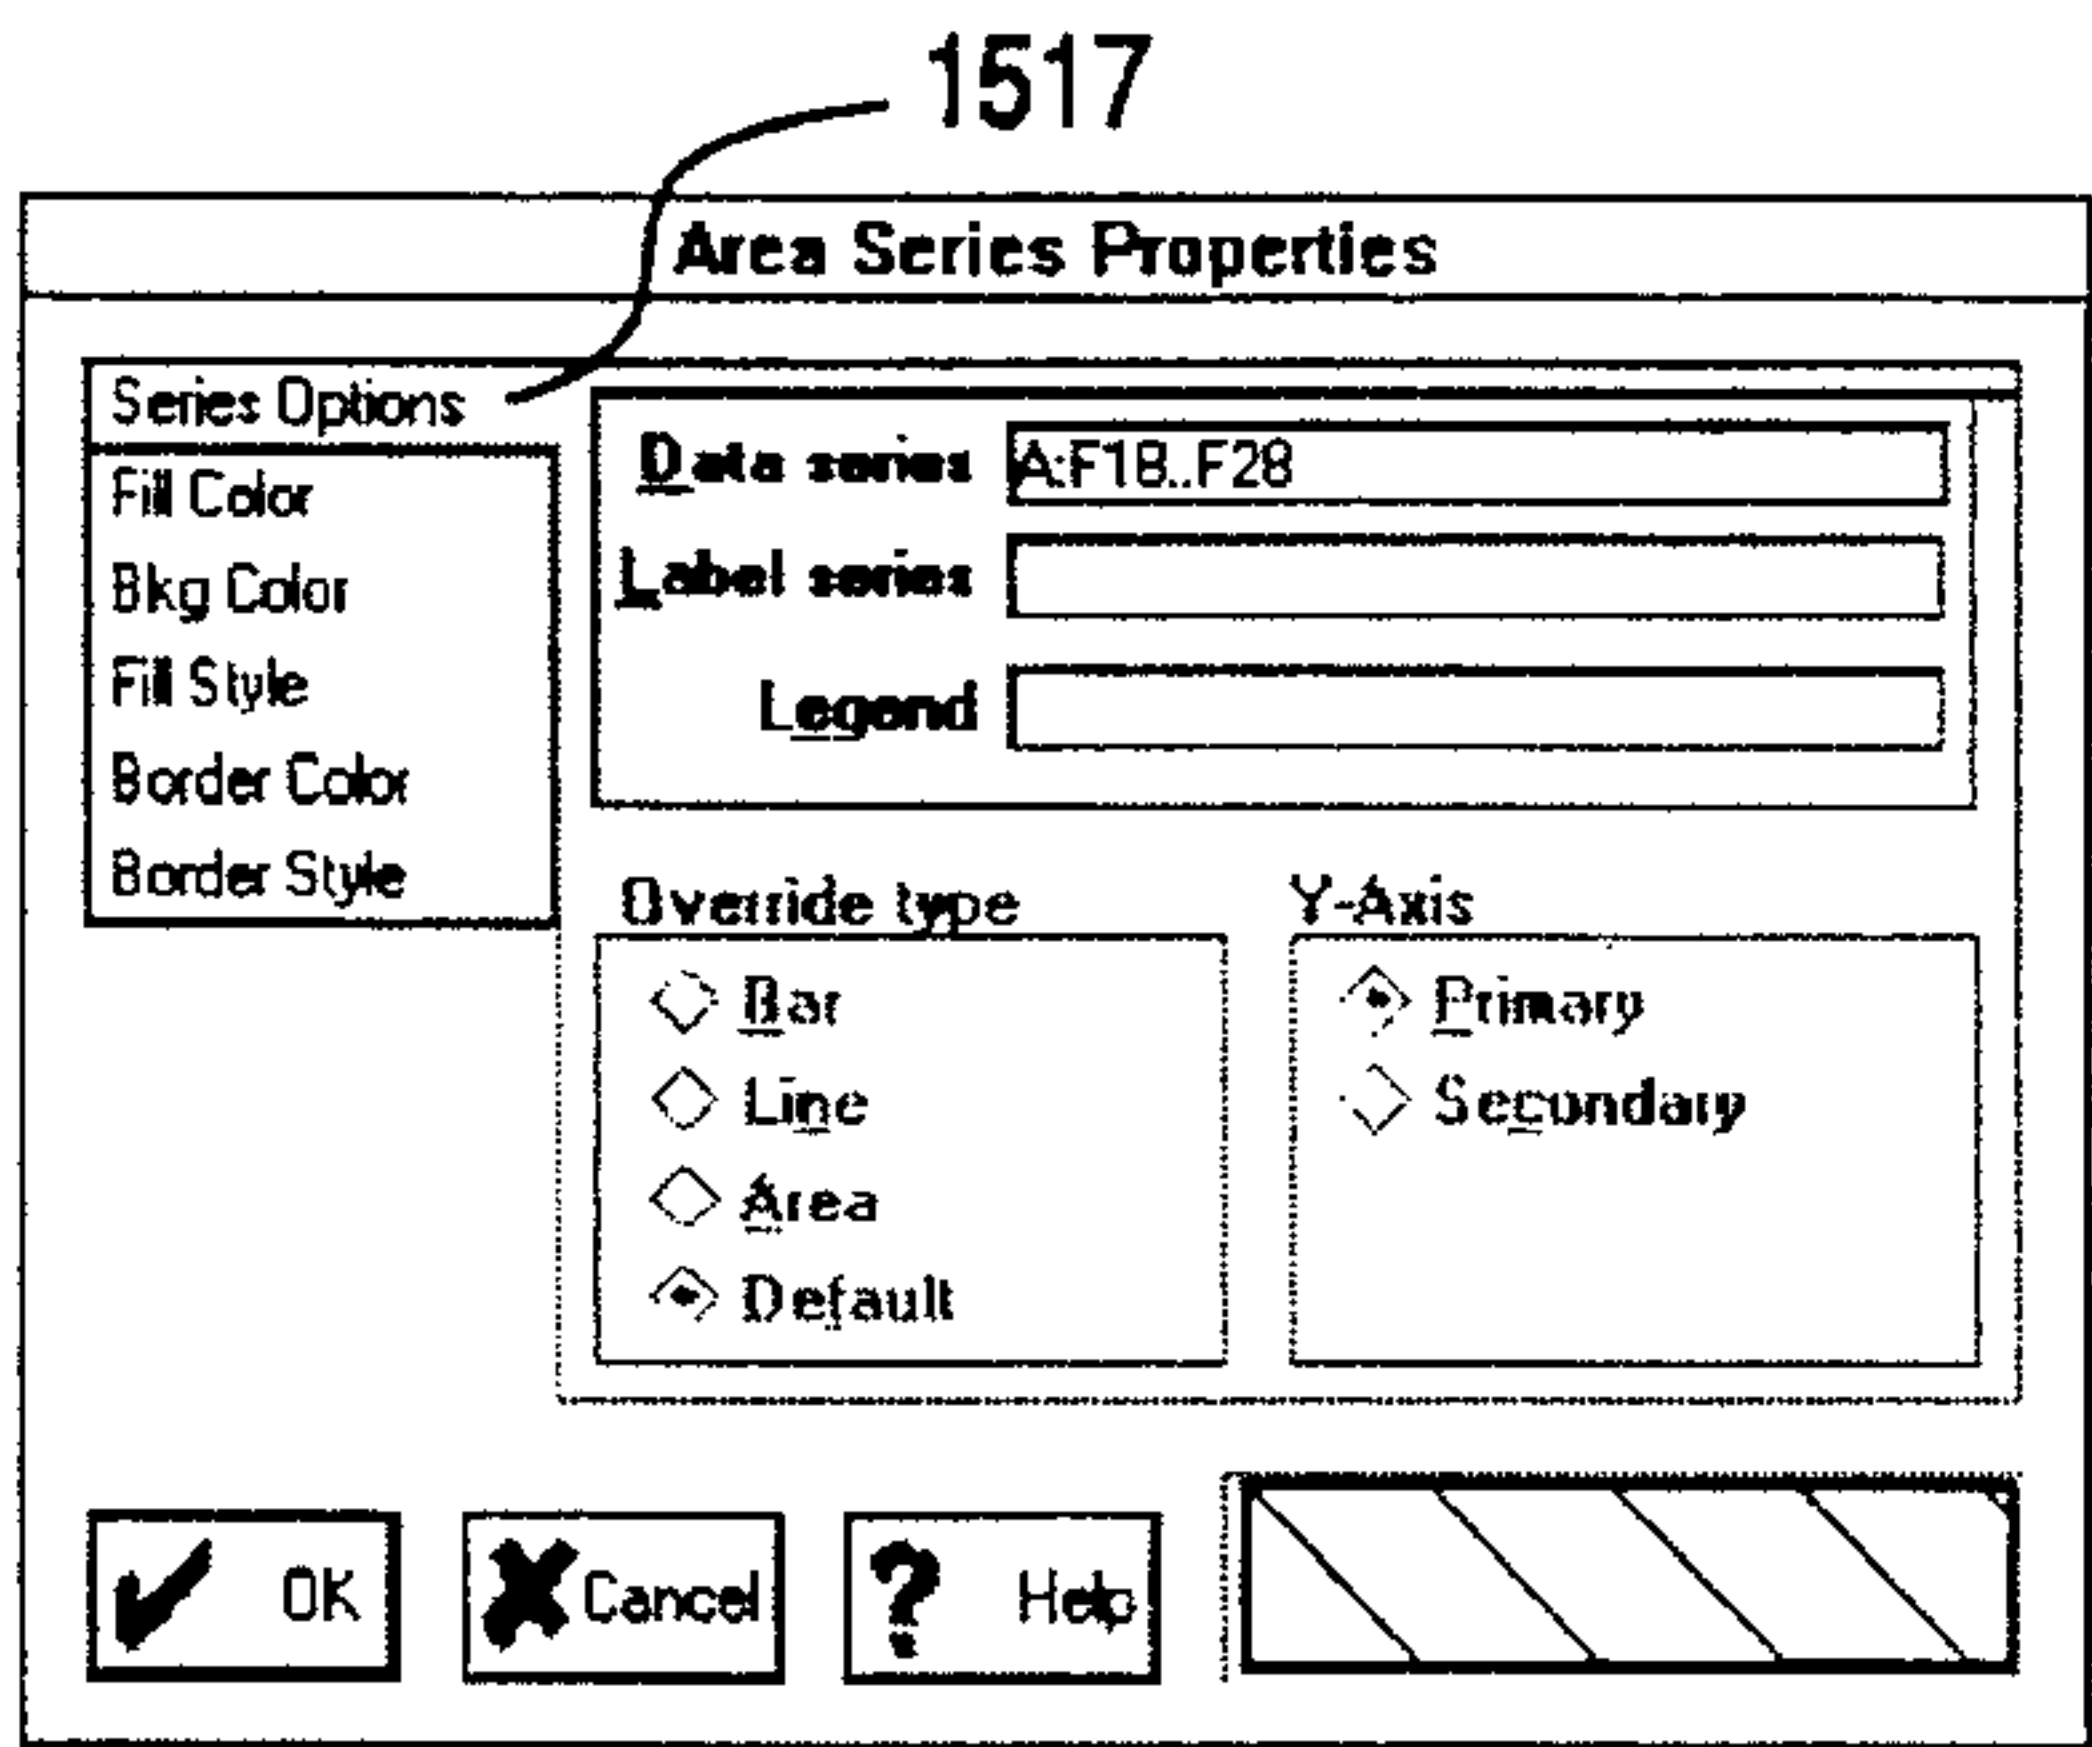 1517
Area Series Properties
Series Options
Fill Color
Bkg Color
Fill Style
Border Color
Border Style
Data series A:F18..F28
Label series
Legend
Override type
Bar
Line
Area
Default
Y-Axis
Primary
Secondary
OK
Cancel
Help